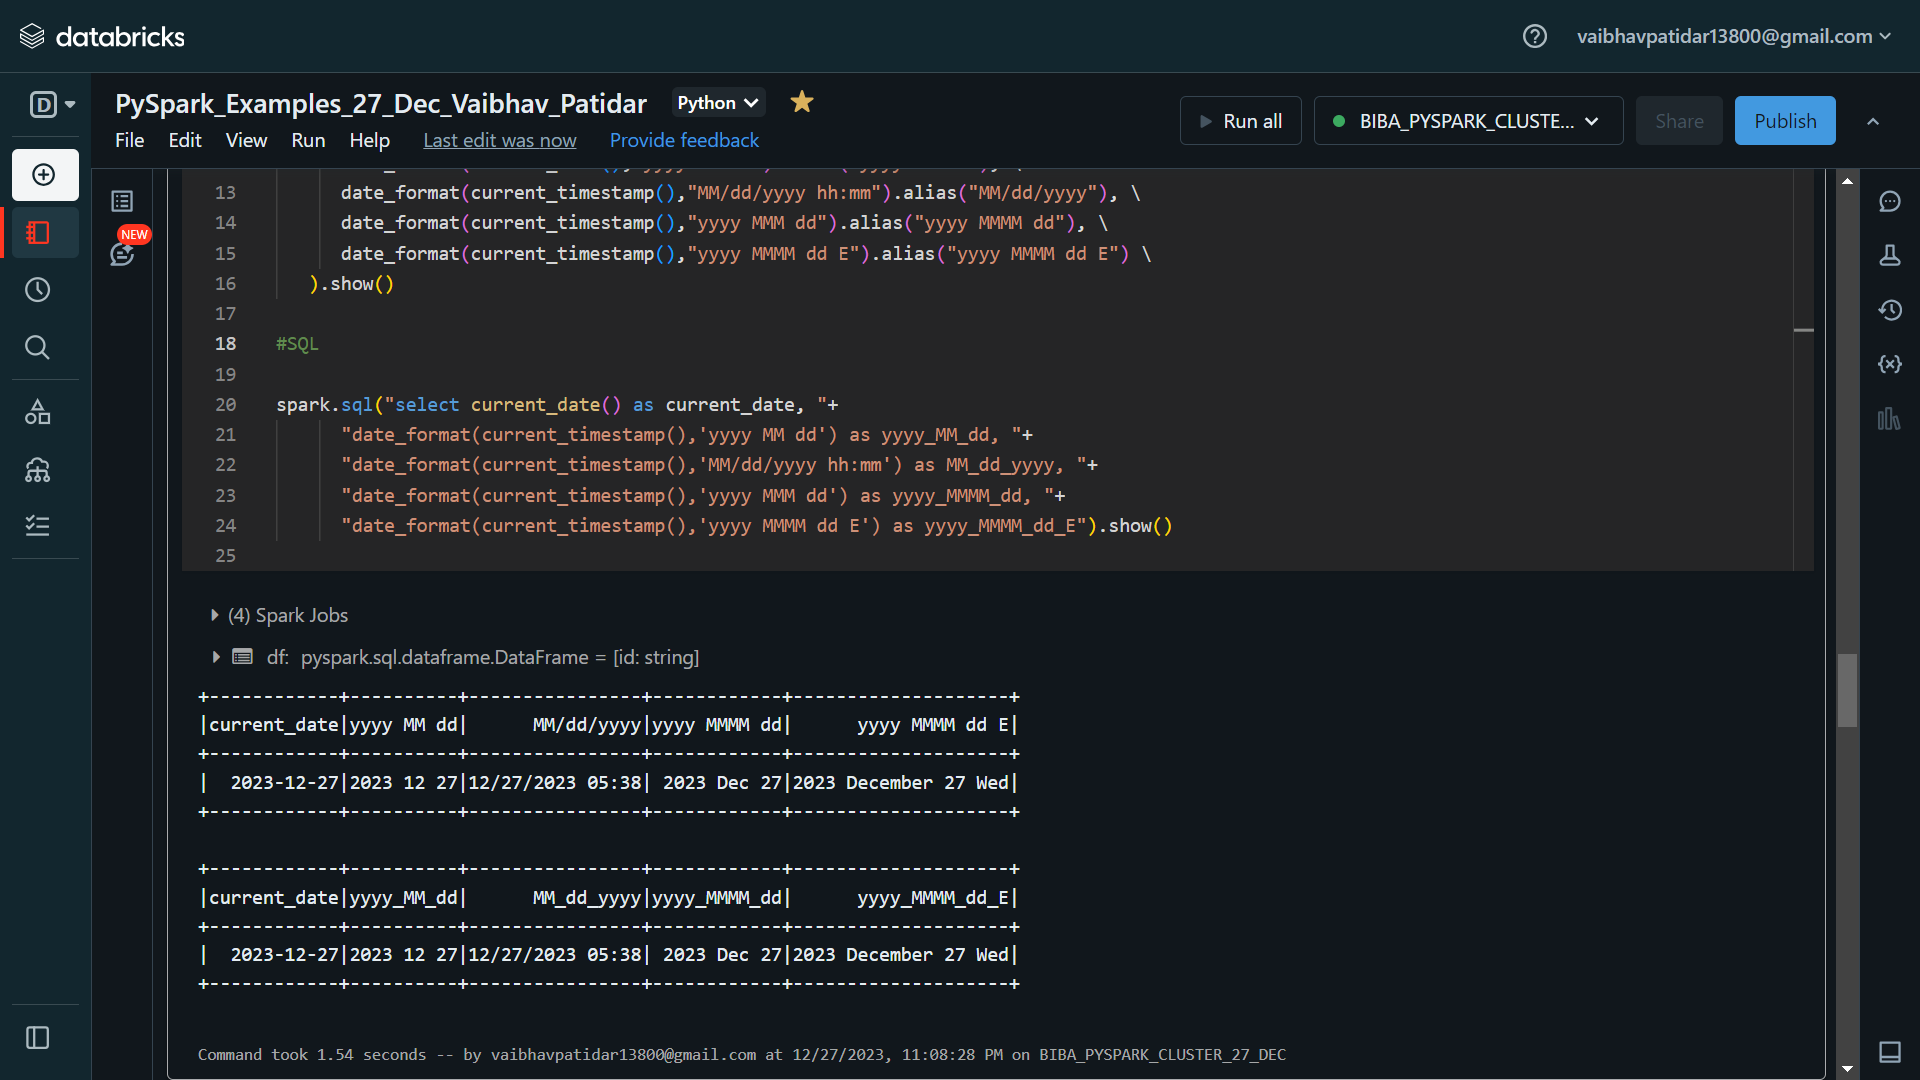 databricks
vaibhavpatidar13800@gmail.com
D
PySpark_Examples_27_Dec_Vaibhav_Patidar Python
Run all BIBA_PYSPARK_CLUSTE... Share Publish
File Edit View Run Help Last edit was now Provide feedback
NEW
13 date_format(current_timestamp(),"MM/dd/yyyy hh:mm").alias("MM/dd/yyyy"), \
14 date_format(current_timestamp(),"yyyy MMM dd").alias("yyyy MMMM dd"), \
15 date_format(current_timestamp(),"yyyy MMMM dd E").alias("yyyy MMMM dd E") \
16 ).show()
17
18 #SQL
19
20 spark.sql("select current_date() as current_date, "+
21 "date_format(current_timestamp(),'yyyy MM dd') as yyyy_MM_dd, "+
22 "date_format(current_timestamp(),'MM/dd/yyyy hh:mm') as MM_dd_yyyy, "+
23 "date_format(current_timestamp(),'yyyy MMM dd') as yyyy_MMMM_dd, "+
24 "date_format(current_timestamp(),'yyyy MMMM dd E') as yyyy_MMMM_dd_E").show()
25
(4) Spark Jobs
df: pyspark.sql.dataframe.DataFrame = [id: string]
+------------+----------+----------------+------------+--------------------+
|current_date|yyyy MM dd|      MM/dd/yyyy|yyyy MMMM dd|      yyyy MMMM dd E|
+------------+----------+----------------+------------+--------------------+
|  2023-12-27|2023 12 27|12/27/2023 05:38| 2023 Dec 27|2023 December 27 Wed|
+------------+----------+----------------+------------+--------------------+
+------------+----------+----------------+------------+--------------------+
|current_date|yyyy_MM_dd|      MM_dd_yyyy|yyyy_MMMM_dd|      yyyy_MMMM_dd_E|
+------------+----------+----------------+------------+--------------------+
|  2023-12-27|2023 12 27|12/27/2023 05:38| 2023 Dec 27|2023 December 27 Wed|
+------------+----------+----------------+------------+--------------------+
Command took 1.54 seconds -- by vaibhavpatidar13800@gmail.com at 12/27/2023, 11:08:28 PM on BIBA_PYSPARK_CLUSTER_27_DEC